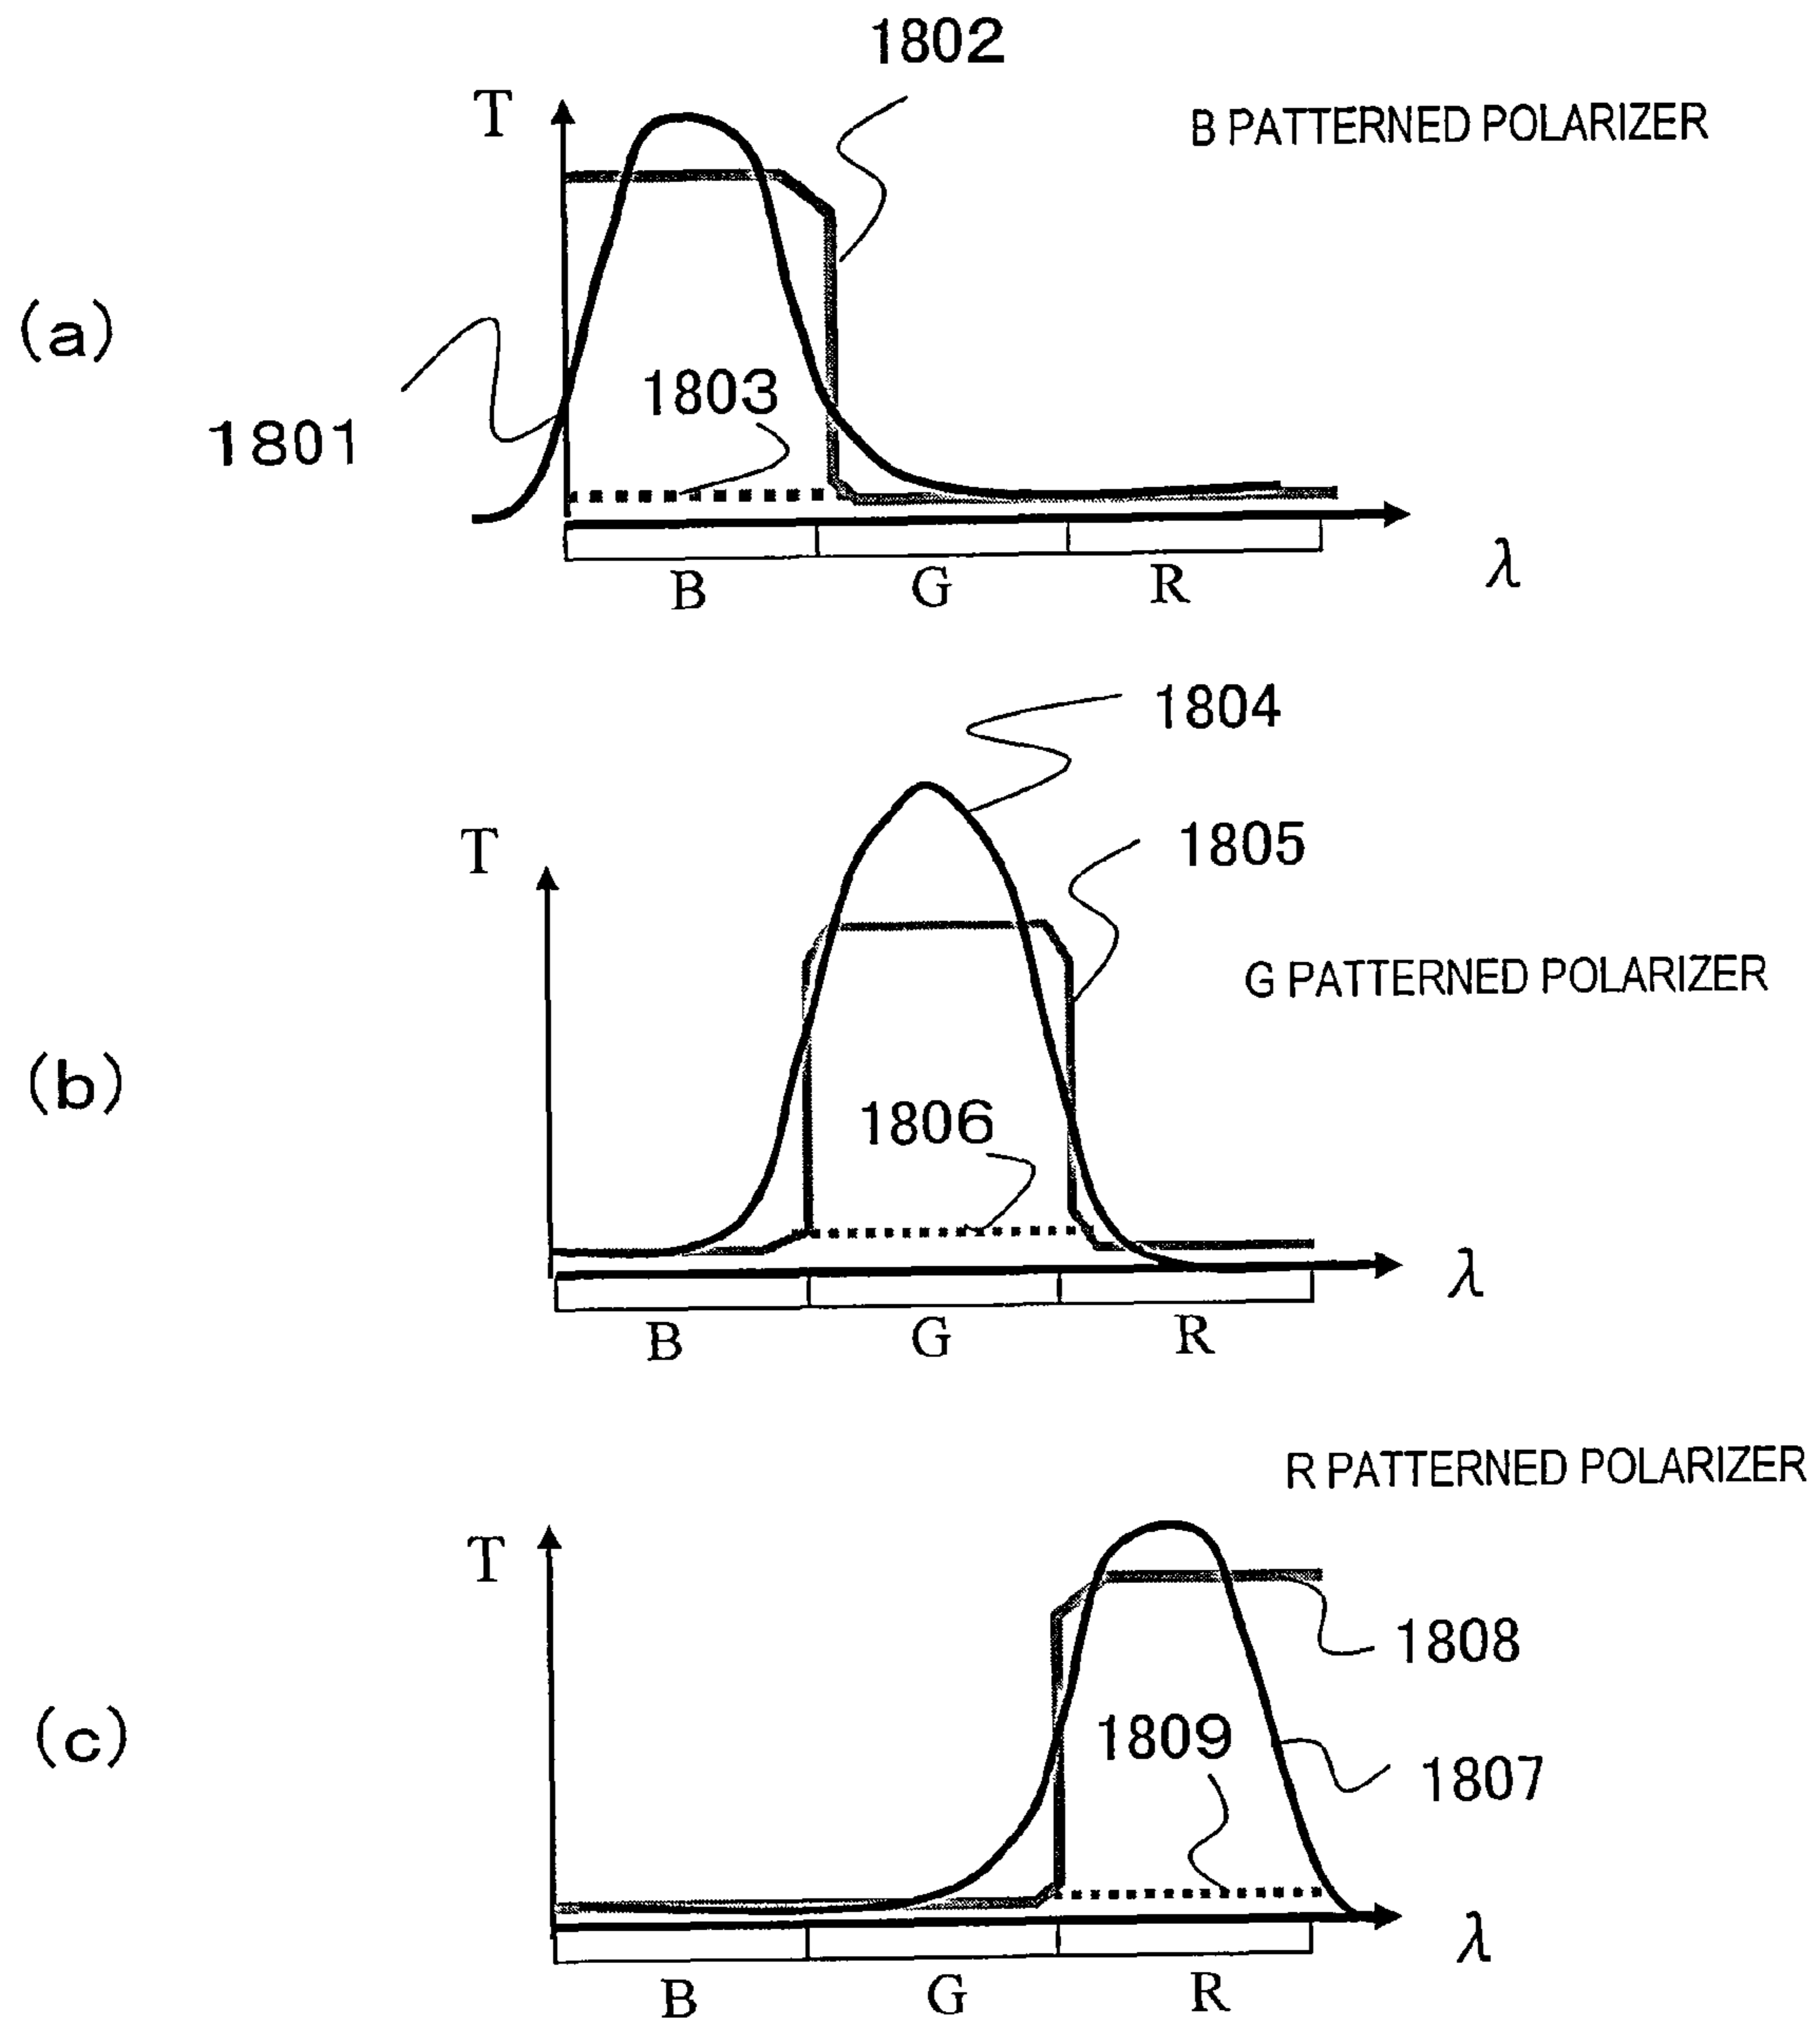 1802
T
B PATTERNED POLARIZER
(a)
1803
1801
B G R
λ
1804
1805
T
G PATTERNED POLARIZER
(b)
1806
λ
B G R
R PATTERNED POLARIZER
T
1808
(c)
1809
1807
λ
B G R